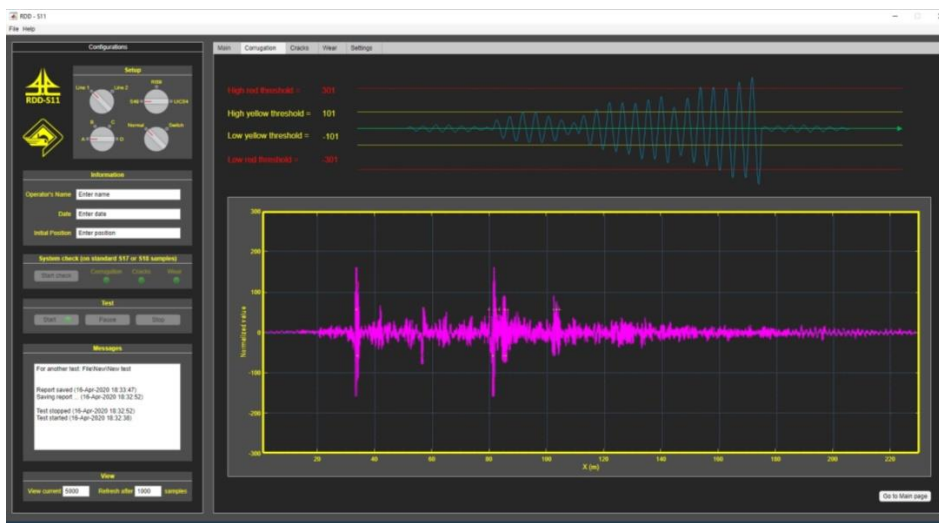 RDD - S11
File Help
Configurations
RDD-S11
Setup
Line 1 Line 2
R50
S49 UIC54
B C
A D
Normal Switch
Information
Operator's Name Enter name
Date Enter date
Initial Position Enter position
System check (on standard 517 or 518 samples)
Start check Corrugation Cracks Wear
Test
Start Pause Stop
Messages
For another test: File\New\New test
Report saved (16-Apr-2020 18:33:47)
Saving report ... (16-Apr-2020 18:32:52)
Test stopped (16-Apr-2020 18:32:52)
Test started (16-Apr-2020 18:32:38)
View
View current 5000 Refresh after 1000 samples
Main Corrugation Cracks Wear Settings
High red threshold = 301
High yellow threshold = 101
Low yellow threshold = -101
Low red threshold = -301
Normalized value
300
200
100
0
-100
-200
-300
20 40 60 80 100 120 140 160 180 200 220
X (m)
Go to Main page